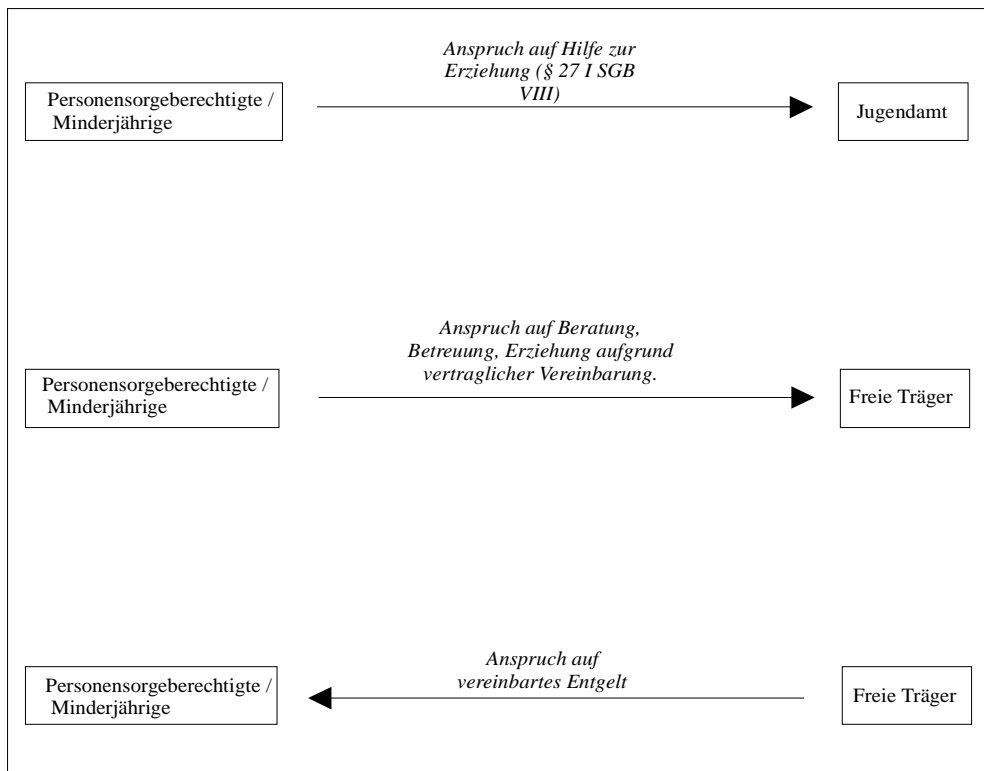 Anspruch auf Hilfe zur
Erziehung (§ 27 I SGB
VIII)
Personensorgeberechtigte /
Minderjährige
Jugendamt
Anspruch auf Beratung,
Betreuung, Erziehung aufgrund
vertraglicher Vereinbarung.
Personensorgeberechtigte /
Minderjährige
Freie Träger
Anspruch auf
vereinbartes Entgelt
Personensorgeberechtigte /
Minderjährige
Freie Träger